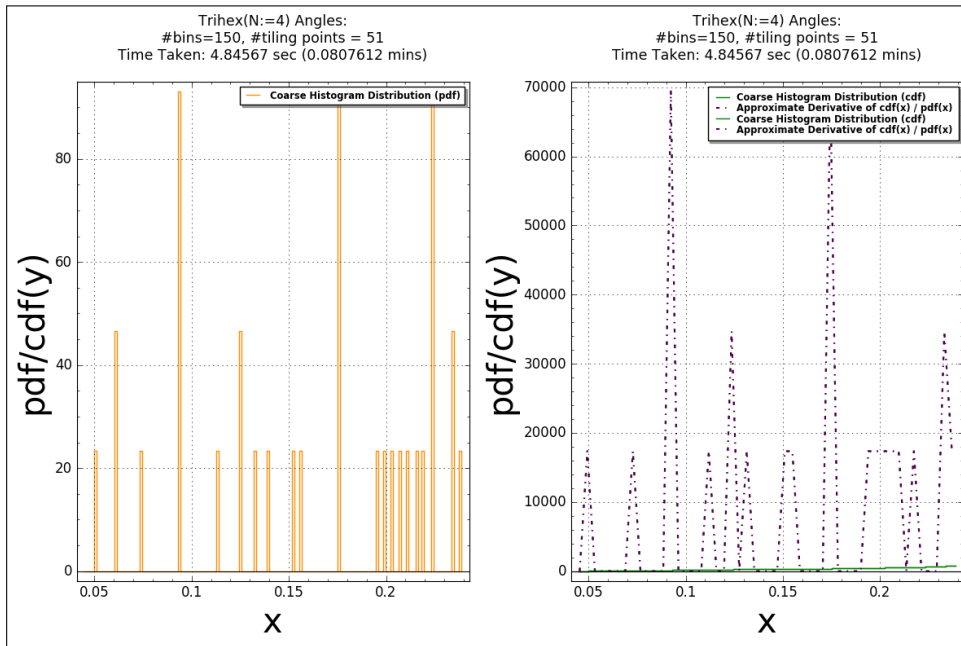 Trihex(N:=4) Angles:
#bins=150, #tiling points = 51
Time Taken: 4.84567 sec (0.0807612 mins)
Coarse Histogram Distribution (pdf)
pdf/cdf(y)
80
60
40
20
0
0.05 0.1 0.15 0.2
x
Trihex(N:=4) Angles:
#bins=150, #tiling points = 51
Time Taken: 4.84567 sec (0.0807612 mins)
Coarse Histogram Distribution (cdf)
Approximate Derivative of cdf(x) / pdf(x)
Coarse Histogram Distribution (cdf)
Approximate Derivative of cdf(x) / pdf(x)
pdf/cdf(y)
70000
60000
50000
40000
30000
20000
10000
0
0.05 0.1 0.15 0.2
x